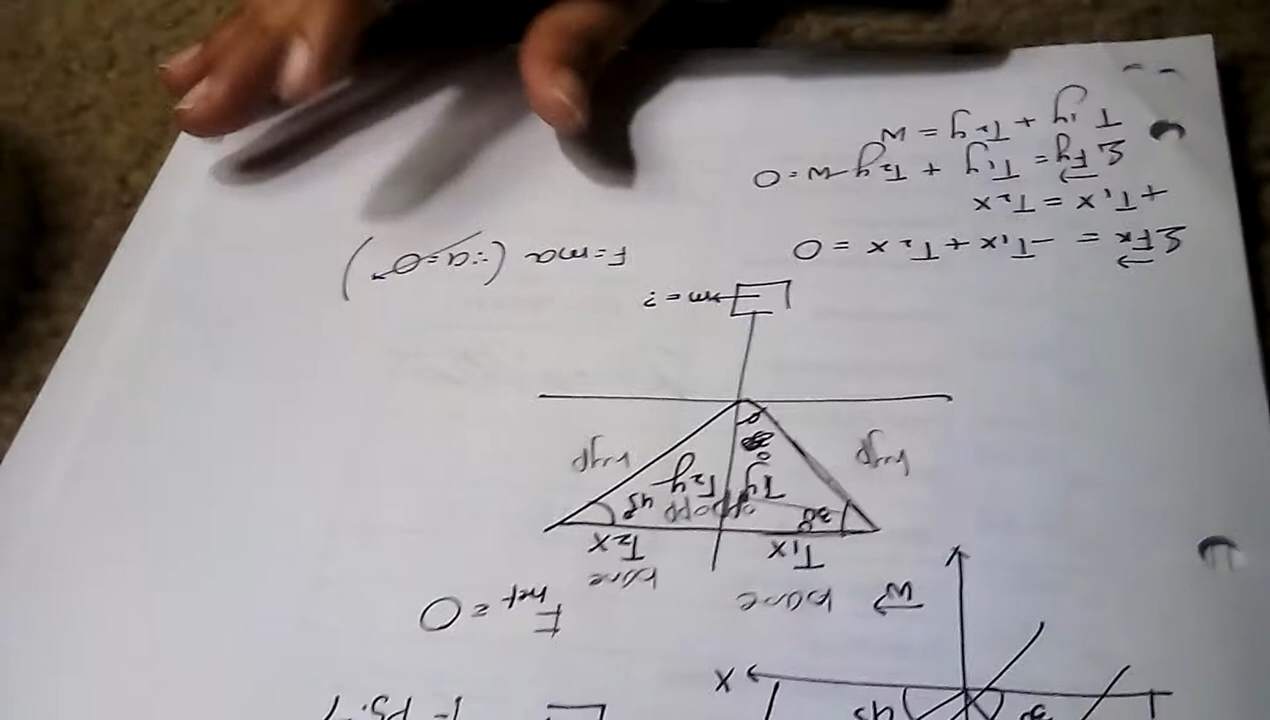 x
45
30
F net = 0
W base base
T1x T2x
30° opp opp 45°
T1y T2y
hyp hyp
m = ?
F=ma (∵a=0)
ΣFx = -T1x + T2x = 0
+T1x = T2x
ΣFy = T1y + T2y - w = 0
T1y + T2y = w